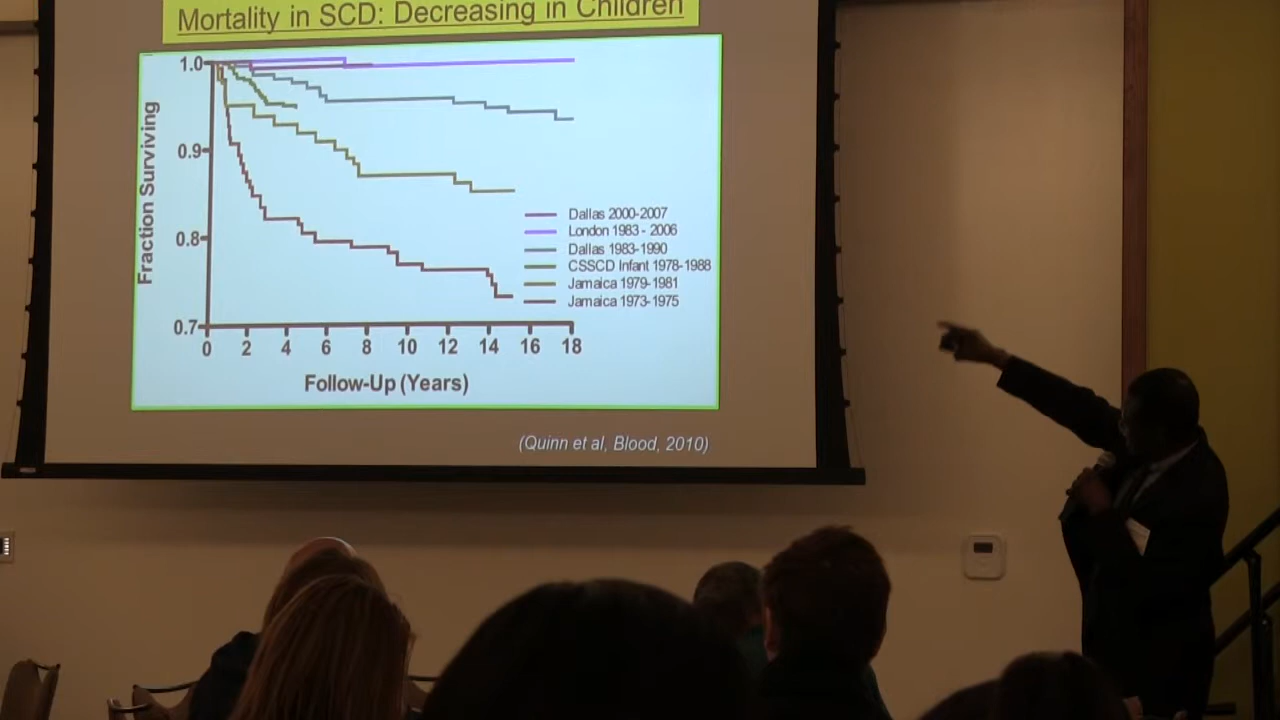 Mortality in SCD: Decreasing in Children
Fraction Surviving
1.0
0.9
0.8
0.7
0 2 4 6 8 10 12 14 16 18
Follow-Up (Years)
Dallas 2000-2007
London 1983 - 2006
Dallas 1983-1990
CSSCD Infant 1978-1988
Jamaica 1979-1981
Jamaica 1973-1975
(Quinn et al, Blood, 2010)